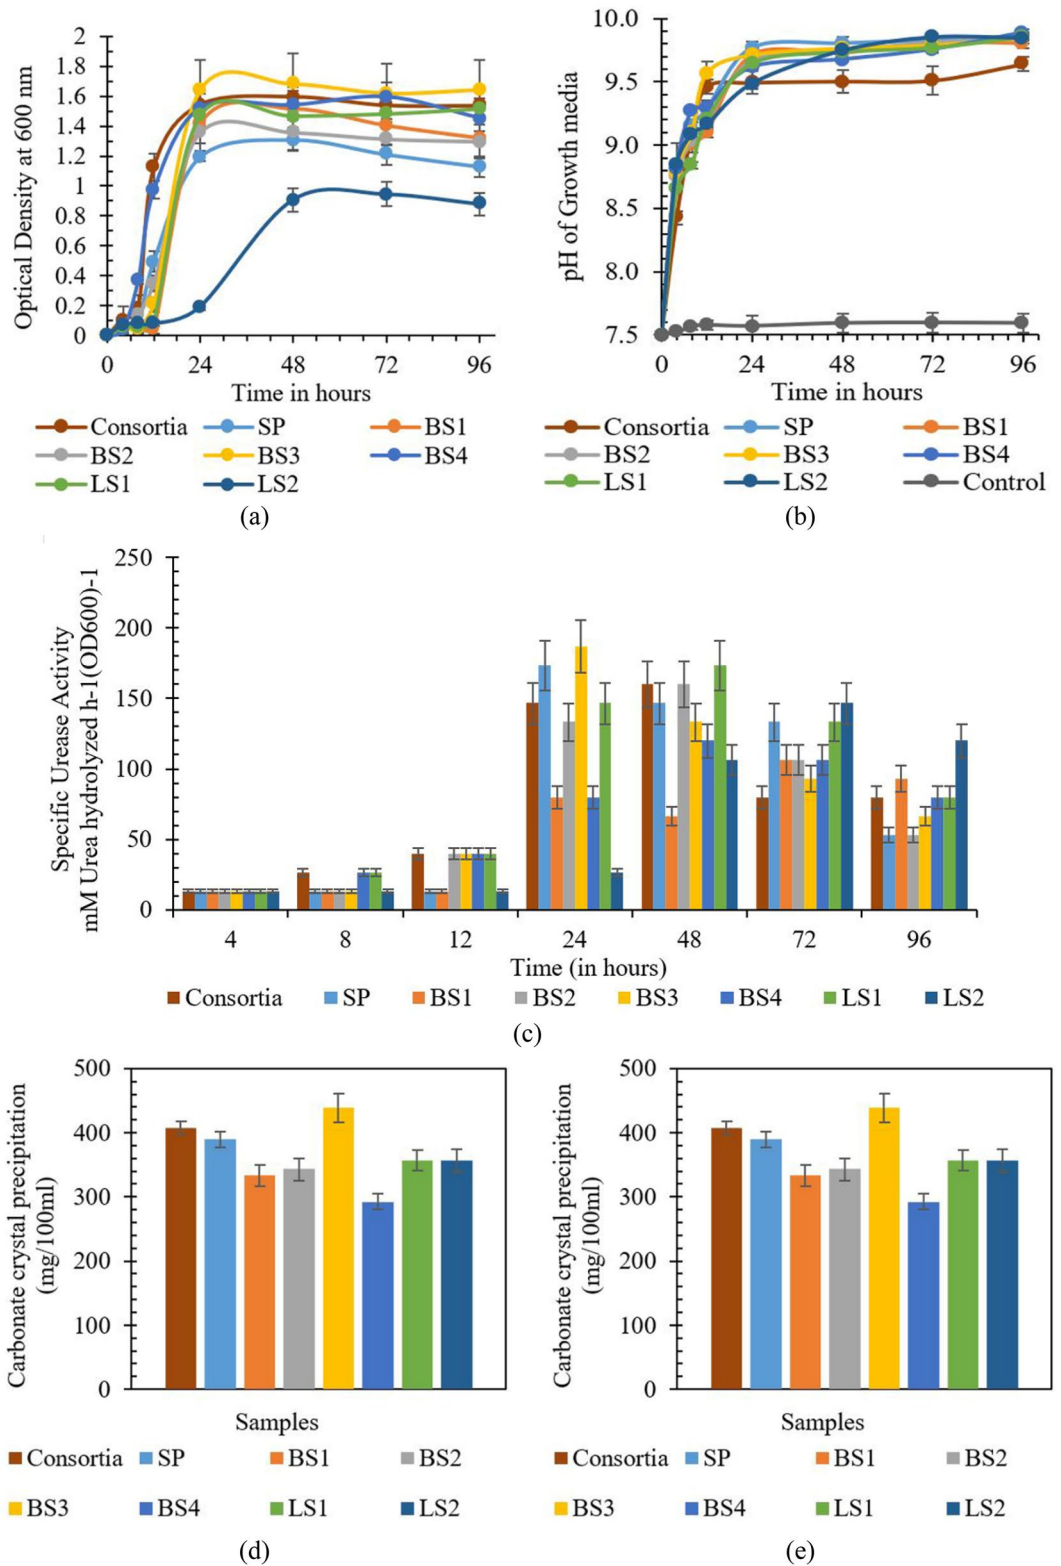 Optical Density at 600 nm
2
1.8
1.6
1.4
1.2
1
0.8
0.6
0.4
0.2
0
0 24 48 72 96
Time in hours
Consortia SP BS1
BS2 BS3 BS4
LS1 LS2
(a)
pH of Growth media
10.0
9.5
9.0
8.5
8.0
7.5
0 24 48 72 96
Time in hours
Consortia SP BS1
BS2 BS3 BS4
LS1 LS2 Control
(b)
Specific Urease Activity
mM Urea hydrolyzed h-1(OD600)-1
250
200
150
100
50
0
4 8 12 24 48 72 96
Time (in hours)
Consortia SP BS1 BS2 BS3 BS4 LS1 LS2
(c)
Carbonate crystal precipitation
(mg/100ml)
500
400
300
200
100
0
Samples
Consortia SP BS1 BS2
BS3 BS4 LS1 LS2
(d)
Carbonate crystal precipitation
(mg/100ml)
500
400
300
200
100
0
Samples
Consortia SP BS1 BS2
BS3 BS4 LS1 LS2
(e)